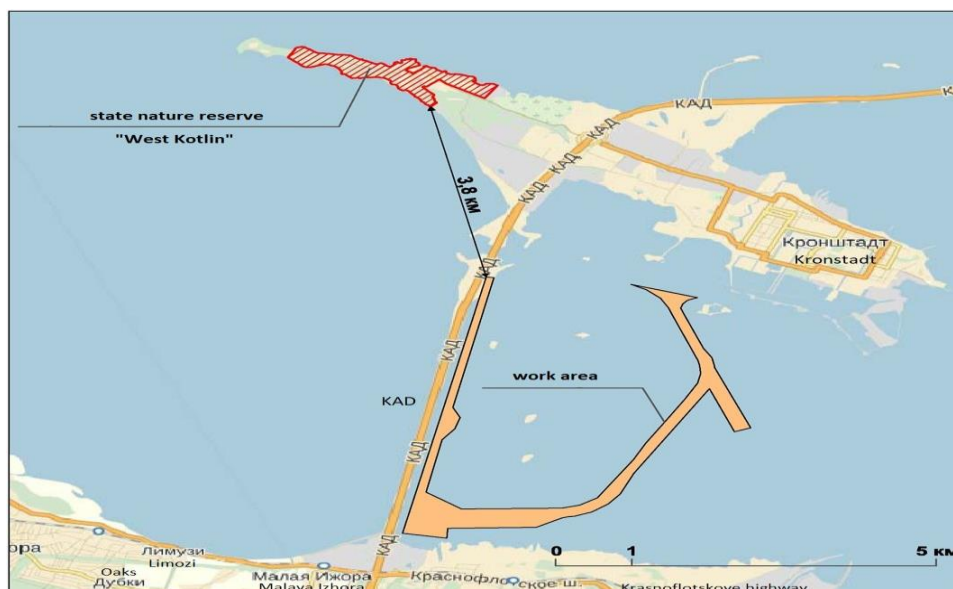 КАД
КАД
state nature reserve
"West Kotlin"
КАД
КАД
КАД
3,8 км
Кронштадт
Kronstadt
КАД
КАД
work area
KAD
КАД
КАД
ора
Лимузи
Limozi
0 1 5 км
Oaks
Дубки
Малая Ижора
Malaya Izhora
Краснофлотское ш.
Krasnoflotskoye highway